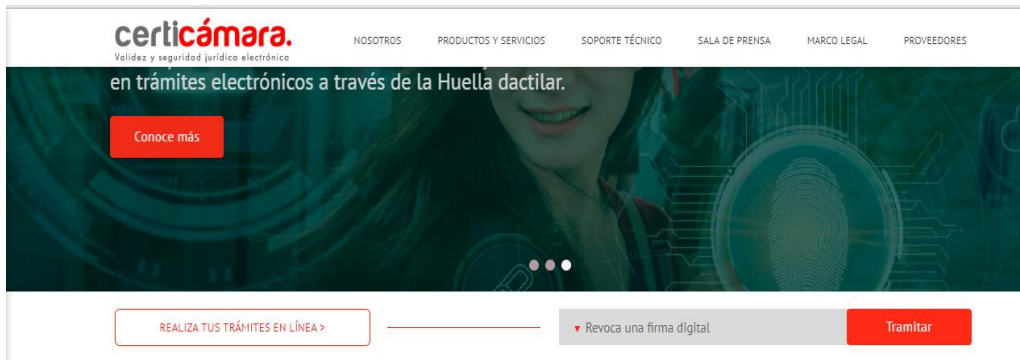 certicámara.
Validez y seguridad jurídica electrónica
NOSOTROS PRODUCTOS Y SERVICIOS SOPORTE TÉCNICO SALA DE PRENSA MARCO LEGAL PROVEEDORES
en trámites electrónicos a través de la Huella dactilar.
Conoce más
REALIZA TUS TRÁMITES EN LÍNEA >
▼ Revoca una firma digital
Tramitar